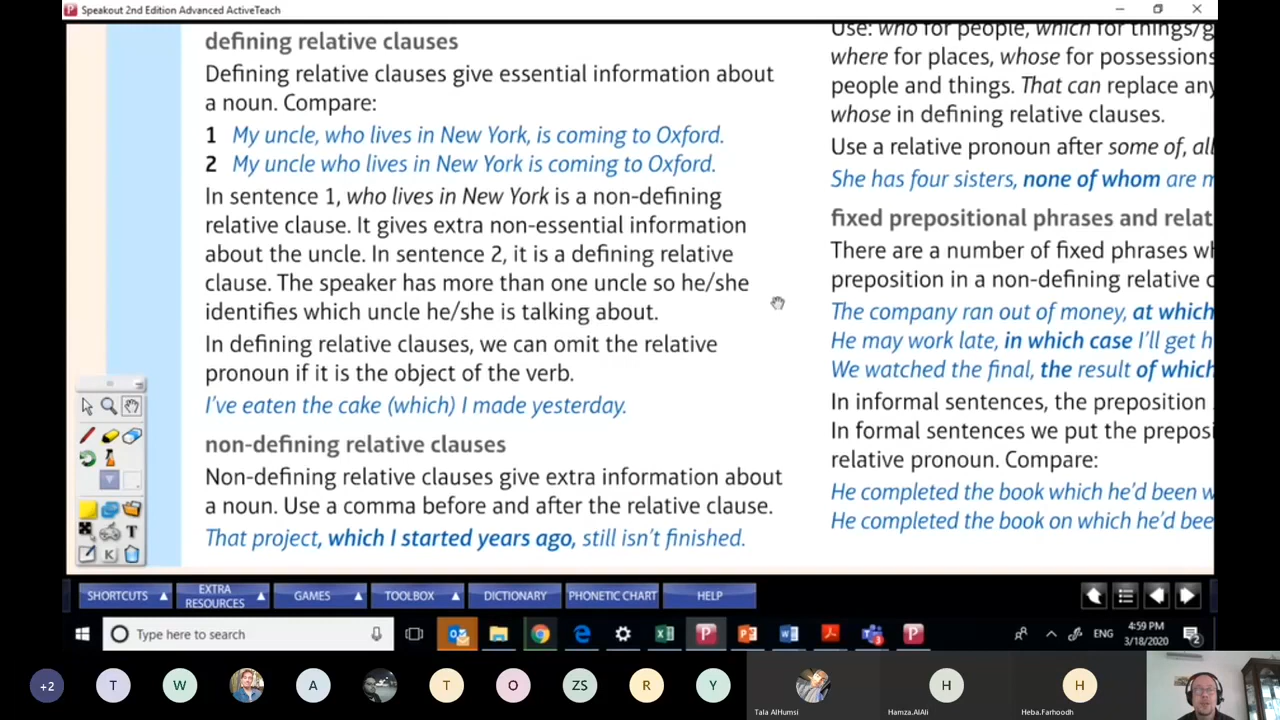 Speakout 2nd Edition Advanced ActiveTeach
defining relative clauses
Defining relative clauses give essential information about
a noun. Compare:
1 My uncle, who lives in New York, is coming to Oxford.
2 My uncle who lives in New York is coming to Oxford.
In sentence 1, who lives in New York is a non-defining
relative clause. It gives extra non-essential information
about the uncle. In sentence 2, it is a defining relative
clause. The speaker has more than one uncle so he/she
identifies which uncle he/she is talking about.
In defining relative clauses, we can omit the relative
pronoun if it is the object of the verb.
I've eaten the cake (which) I made yesterday.
non-defining relative clauses
Non-defining relative clauses give extra information about
a noun. Use a comma before and after the relative clause.
That project, which I started years ago, still isn't finished.
Use: who for people, which for things/g
where for places, whose for possessions
people and things. That can replace any
whose in defining relative clauses.
Use a relative pronoun after some of, all
She has four sisters, none of whom are m
fixed prepositional phrases and relat
There are a number of fixed phrases wh
preposition in a non-defining relative c
The company ran out of money, at which
He may work late, in which case I'll get h
We watched the final, the result of which
In informal sentences, the preposition
In formal sentences we put the preposi
relative pronoun. Compare:
He completed the book which he'd been w
He completed the book on which he'd bee
SHORTCUTS
EXTRA RESOURCES
GAMES
TOOLBOX
DICTIONARY
PHONETIC CHART
HELP
Type here to search
ENG
4:59 PM
3/18/2020
+2
T
W
A
T
O
ZS
R
Y
Tala AlHumsi
H
Hamza.AlAli
H
Heba.Farhoodh